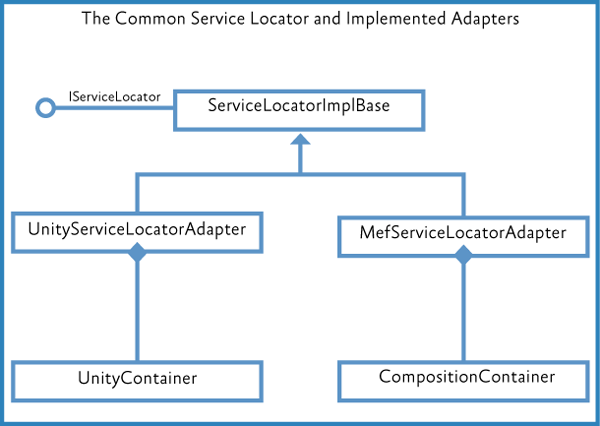 The Common Service Locator and Implemented Adapters
IServiceLocator
ServiceLocatorImplBase
UnityServiceLocatorAdapter
MefServiceLocatorAdapter
UnityContainer
CompositionContainer